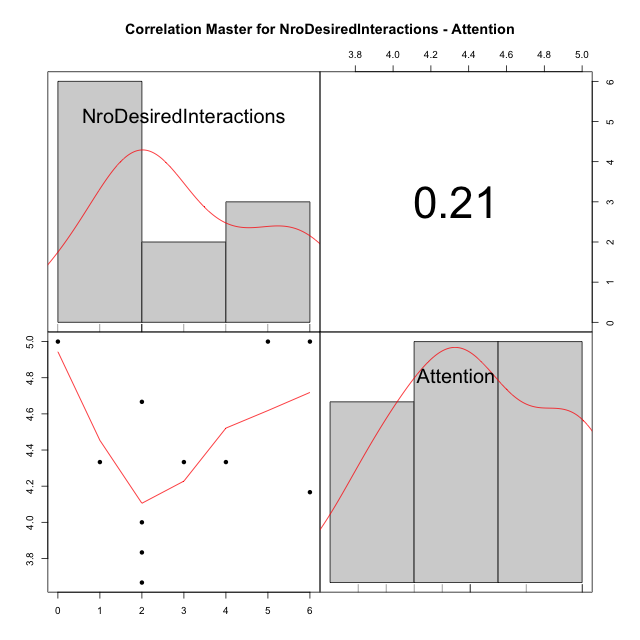 Correlation Master for NroDesiredInteractions - Attention
3.8 4.0 4.2 4.4 4.6 4.8 5.0
NroDesiredInteractions
0.21
0 1 2 3 4 5 6
Attention
3.8 4.0 4.2 4.4 4.6 4.8 5.0
0 1 2 3 4 5 6